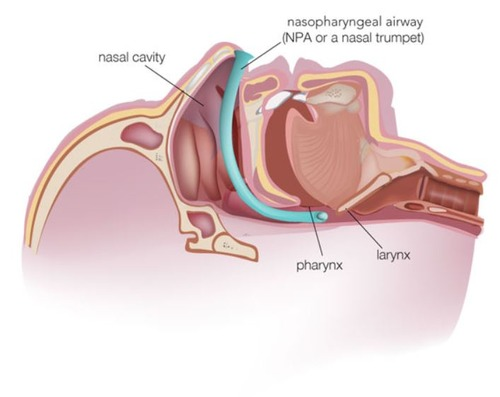 nasopharyngeal airway
(NPA or a nasal trumpet)
nasal cavity
larynx
pharynx